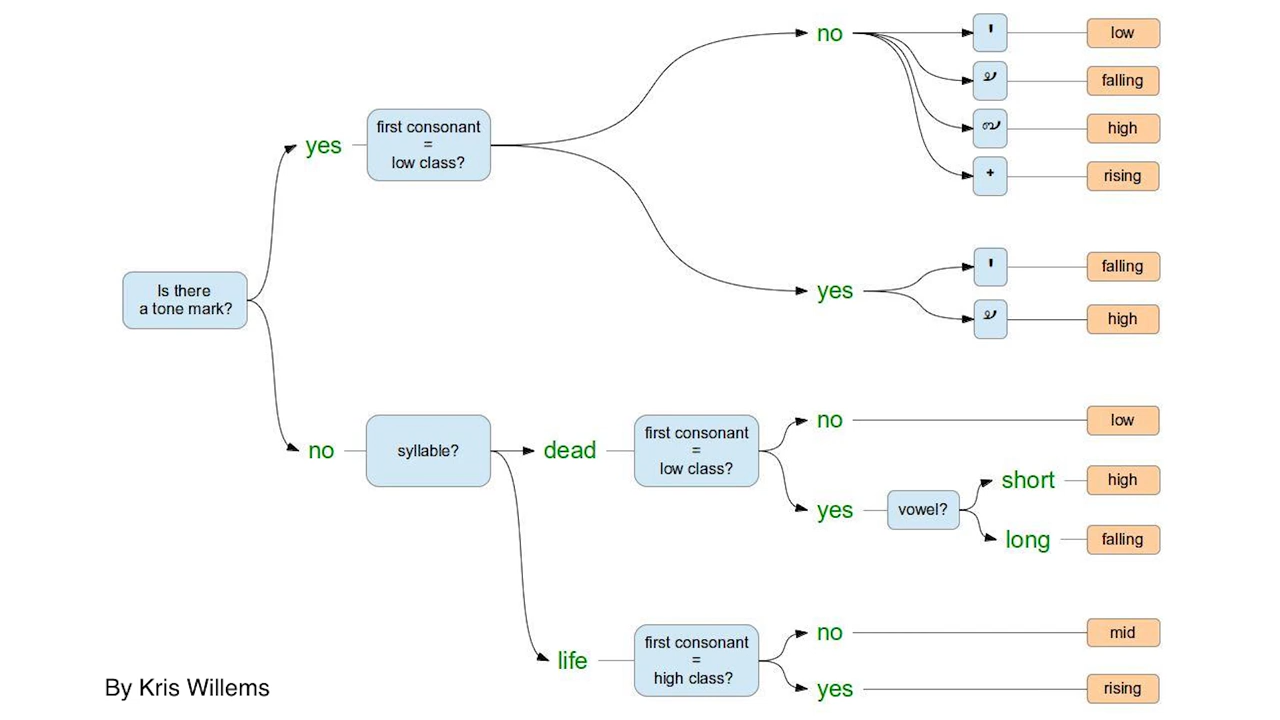 no
'
low
้
falling
yes
first consonant
=
low class?
๊
high
+
rising
Is there
a tone mark?
yes
'
falling
้
high
no
syllable?
dead
first consonant
=
low class?
no
low
yes
vowel?
short
high
long
falling
life
first consonant
=
high class?
no
mid
yes
rising
By Kris Willems